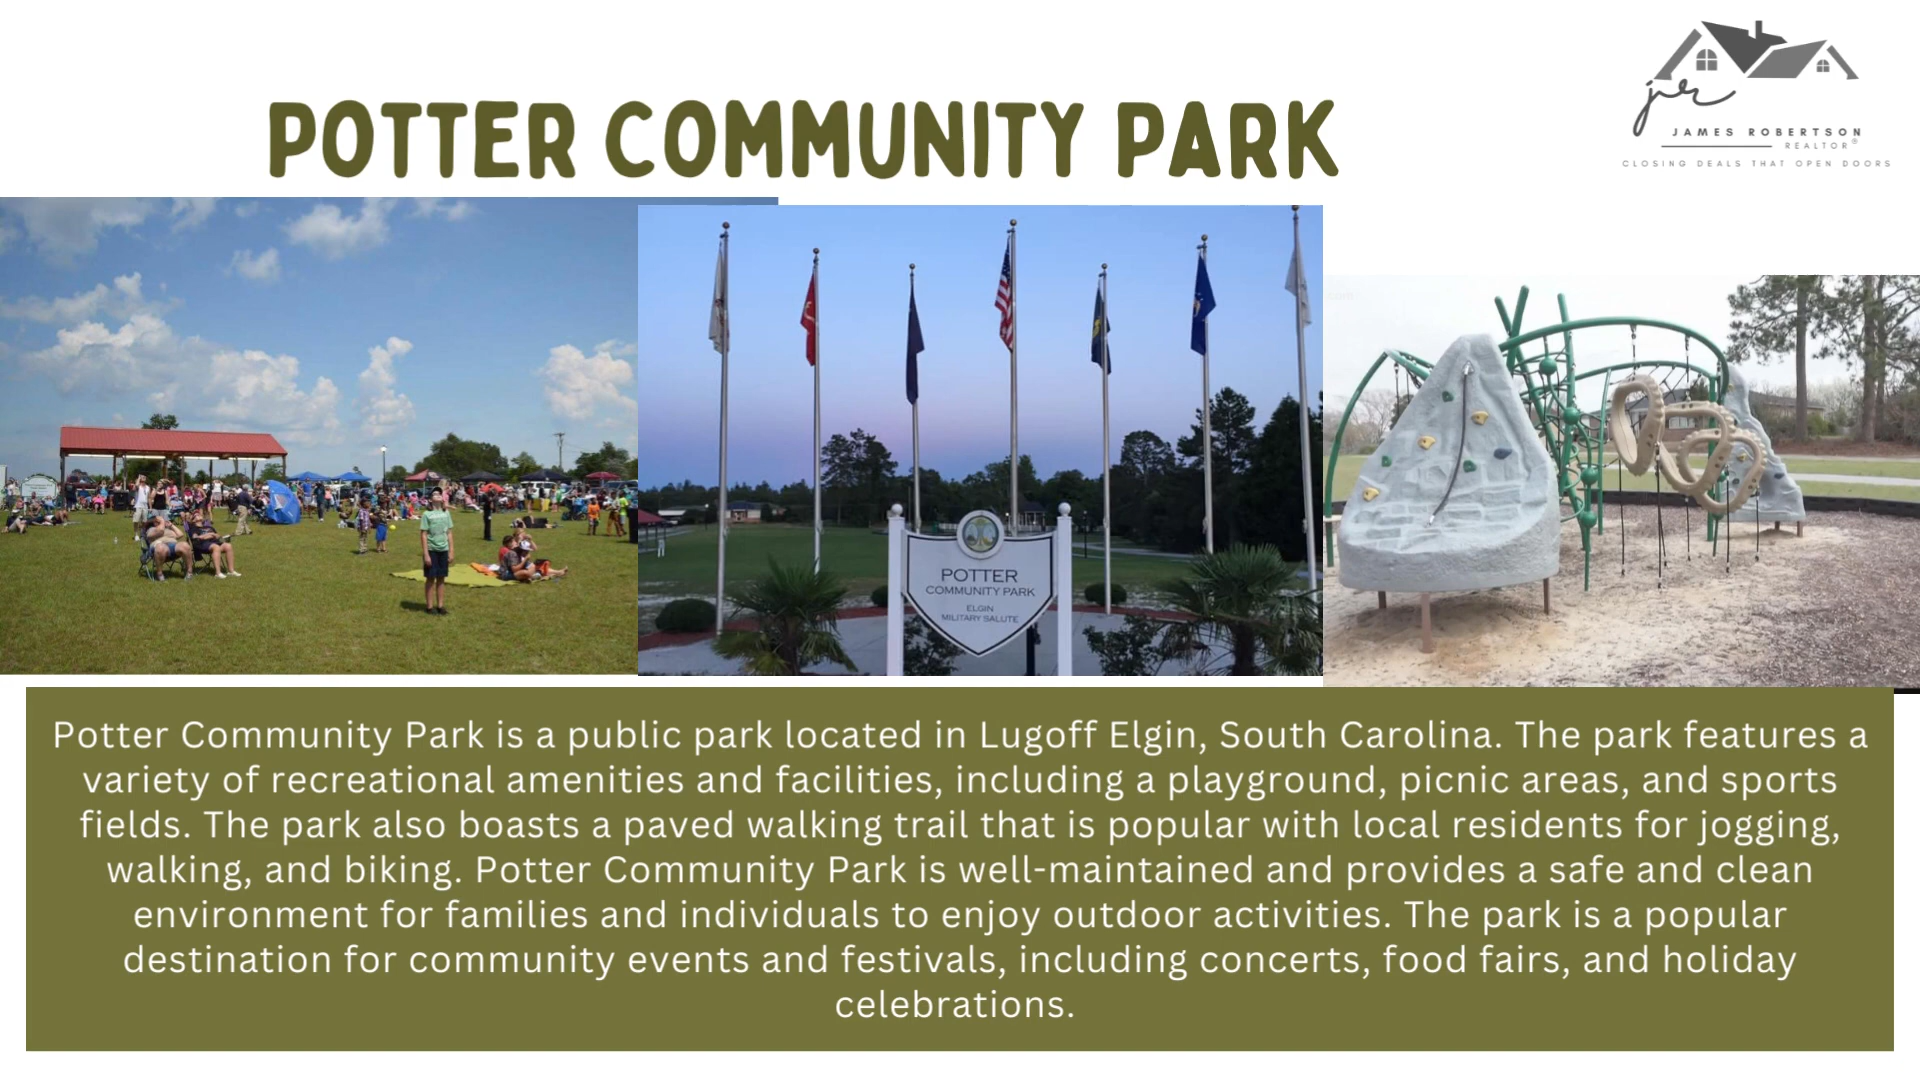 POTTER COMMUNITY PARK
jer
JAMES ROBERTSON
REALTOR®
CLOSING DEALS THAT OPEN DOORS
POTTER
COMMUNITY PARK
ELGIN
MILITARY SALUTE
Potter Community Park is a public park located in Lugoff Elgin, South Carolina. The park features a
variety of recreational amenities and facilities, including a playground, picnic areas, and sports
fields. The park also boasts a paved walking trail that is popular with local residents for jogging,
walking, and biking. Potter Community Park is well-maintained and provides a safe and clean
environment for families and individuals to enjoy outdoor activities. The park is a popular
destination for community events and festivals, including concerts, food fairs, and holiday
celebrations.